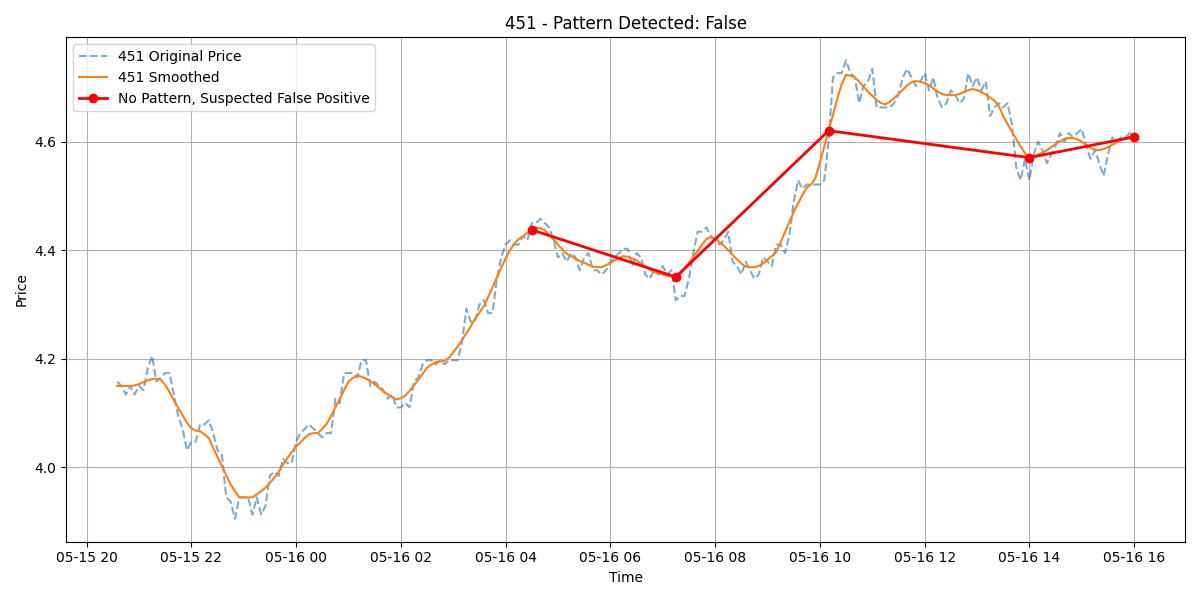 451 - Pattern Detected: False
451 Original Price
451 Smoothed
No Pattern, Suspected False Positive
Price
4.6
4.4
4.2
4.0
05-15 20 05-15 22 05-16 00 05-16 02 05-16 04 05-16 06 05-16 08 05-16 10 05-16 12 05-16 14 05-16 16
Time